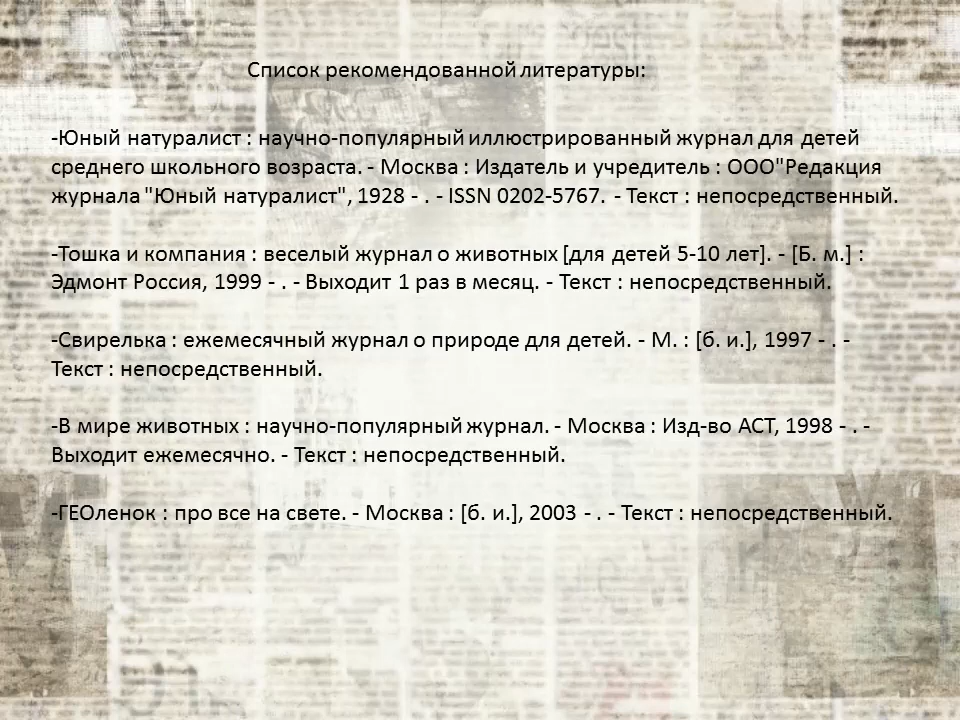 Список рекомендованной литературы:
-Юный натуралист : научно-популярный иллюстрированный журнал для детей
среднего школьного возраста. - Москва : Издатель и учредитель : ООО"Редакция
журнала "Юный натуралист", 1928 - . - ISSN 0202-5767. - Текст : непосредственный.
-Тошка и компания : веселый журнал о животных [для детей 5-10 лет]. - [Б. м.] :
Эдмонт Россия, 1999 - . - Выходит 1 раз в месяц. - Текст : непосредственный.
-Свирелька : ежемесячный журнал о природе для детей. - М. : [б. и.], 1997 - . -
Текст : непосредственный.
-В мире животных : научно-популярный журнал. - Москва : Изд-во АСТ, 1998 - . -
Выходит ежемесячно. - Текст : непосредственный.
-ГЕОленок : про все на свете. - Москва : [б. и.], 2003 - . - Текст : непосредственный.